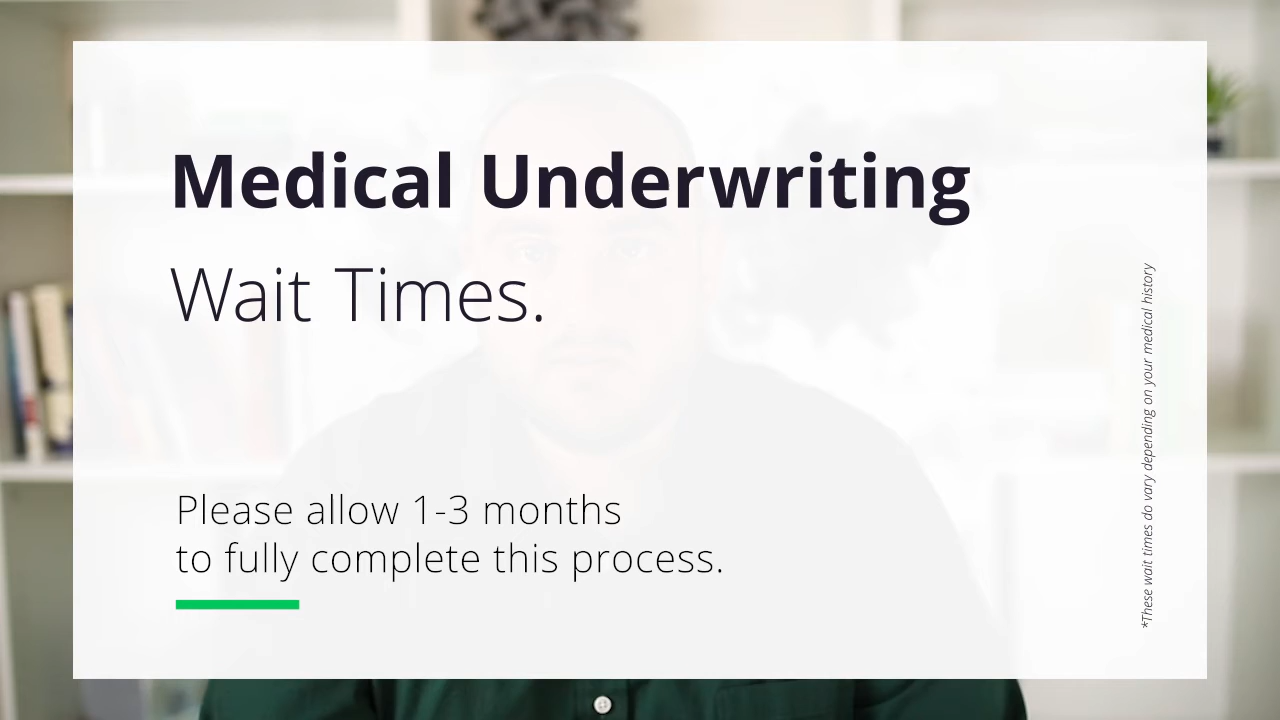 Medical Underwriting
Wait Times.
Please allow 1-3 months
to fully complete this process.
*These wait times do vary depending on your medical history